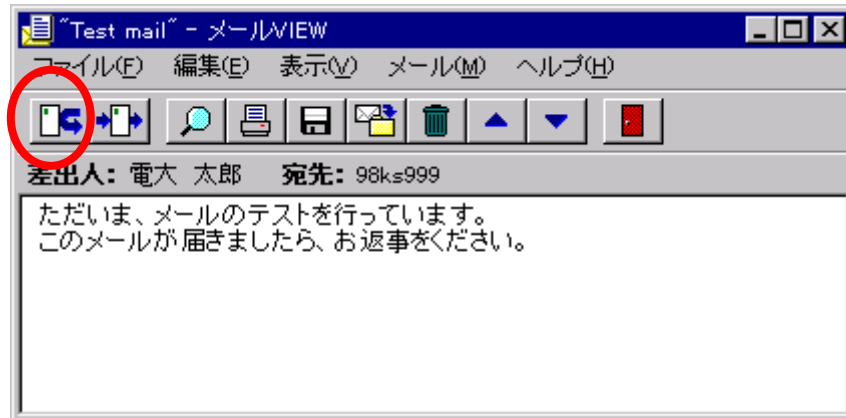 "Test mail" - メールVIEW
ファイル(F) 編集(E) 表示(V) メール(M) ヘルプ(H)
差出人: 電大 太郎 宛先: 98ks999
ただいま、メールのテストを行っています。
このメールが届きましたら、お返事をください。